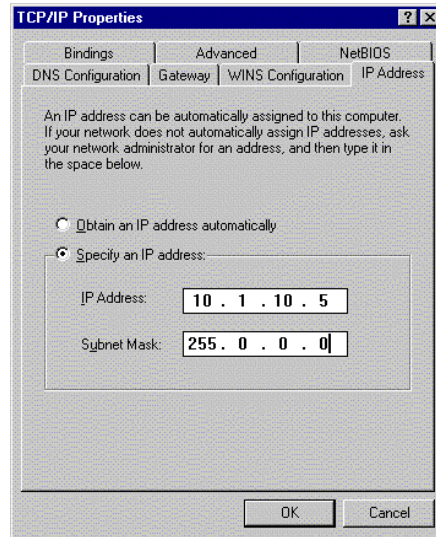 TCP/IP Properties
Bindings Advanced NetBIOS
DNS Configuration Gateway WINS Configuration IP Address
An IP address can be automatically assigned to this computer.
If your network does not automatically assign IP addresses, ask
your network administrator for an address, and then type it in
the space below.
Obtain an IP address automatically
Specify an IP address:
IP Address: 10 . 1 . 10 . 5
Subnet Mask: 255 . 0 . 0 . 0
OK Cancel